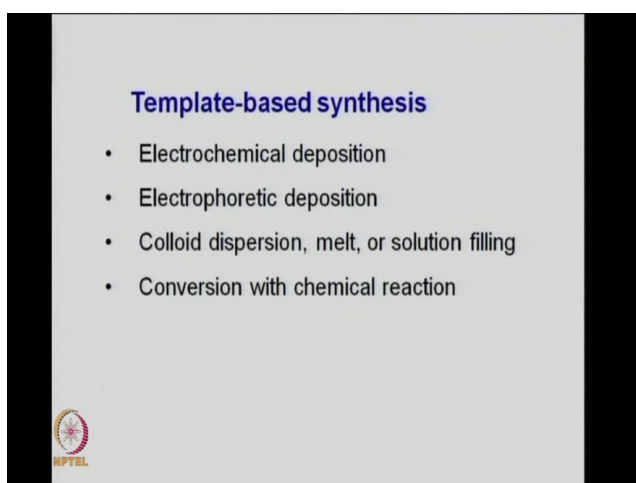 Template-based synthesis
• Electrochemical deposition
• Electrophoretic deposition
• Colloid dispersion, melt, or solution filling
• Conversion with chemical reaction
NPTEL